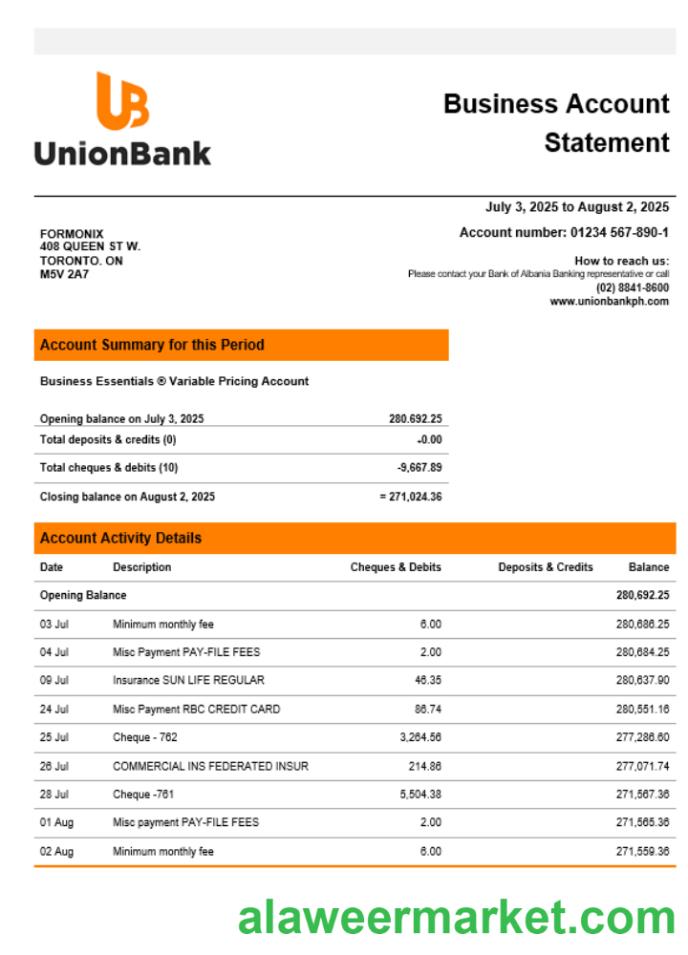 UB
UnionBank
Business Account
Statement
July 3, 2025 to August 2, 2025
FORMONIX
408 QUEEN ST W.
TORONTO. ON
M5V 2A7
Account number: 01234 567-890-1
How to reach us:
Please contact your Bank of Albania Banking representative or call
(02) 8841-8600
www.unionbankph.com
Account Summary for this Period
Business Essentials ® Variable Pricing Account
Opening balance on July 3, 2025 280.692.25
Total deposits & credits (0) -0.00
Total cheques & debits (10) -9,667.89
Closing balance on August 2, 2025 = 271,024.36
Account Activity Details
Date Description Cheques & Debits Deposits & Credits Balance
Opening Balance 280,692.25
03 Jul Minimum monthly fee 6.00 280,686.25
04 Jul Misc Payment PAY-FILE FEES 2.00 280,684.25
09 Jul Insurance SUN LIFE REGULAR 46.35 280,637.90
24 Jul Misc Payment RBC CREDIT CARD 86.74 280,551.16
25 Jul Cheque - 762 3,264.56 277,286.60
26 Jul COMMERCIAL INS FEDERATED INSUR 214.86 277,071.74
28 Jul Cheque -761 5,504.38 271,567.36
01 Aug Misc payment PAY-FILE FEES 2.00 271,565.36
02 Aug Minimum monthly fee 6.00 271,559.36
alaweermarket.com